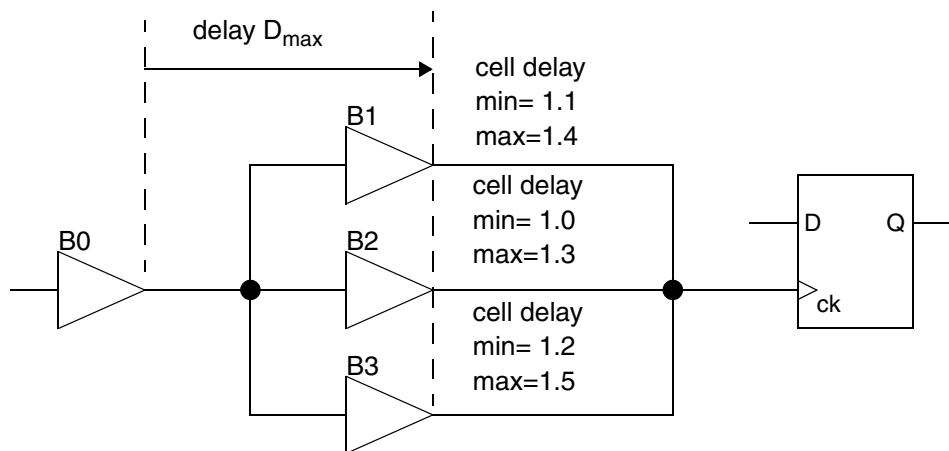 delay Dmax
cell delay
min= 1.1
max=1.4
B1
cell delay
min= 1.0
max=1.3
D Q
B0
B2
ck
cell delay
min= 1.2
max=1.5
B3